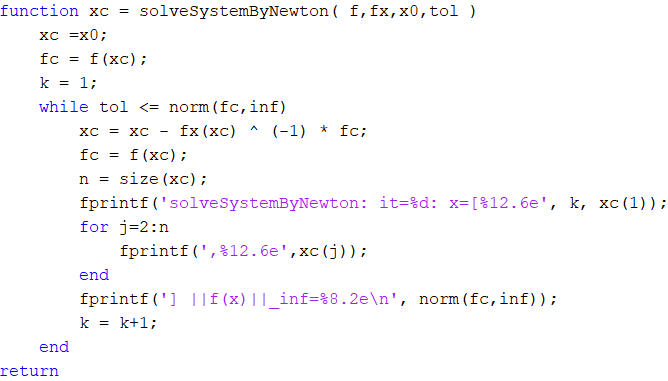 function xc = solveSystemByNewton( f,fx,x0,tol )
    xc =x0;
    fc = f(xc);
    k = 1;
    while tol <= norm(fc,inf)
        xc = xc - fx(xc) ^ (-1) * fc;
        fc = f(xc);
        n = size(xc);
        fprintf('solveSystemByNewton: it=%d: x=[%12.6e', k, xc(1));
        for j=2:n
            fprintf(',%12.6e',xc(j));
        end
        fprintf('] ||f(x)||_inf=%8.2e\n', norm(fc,inf));
        k = k+1;
    end
return